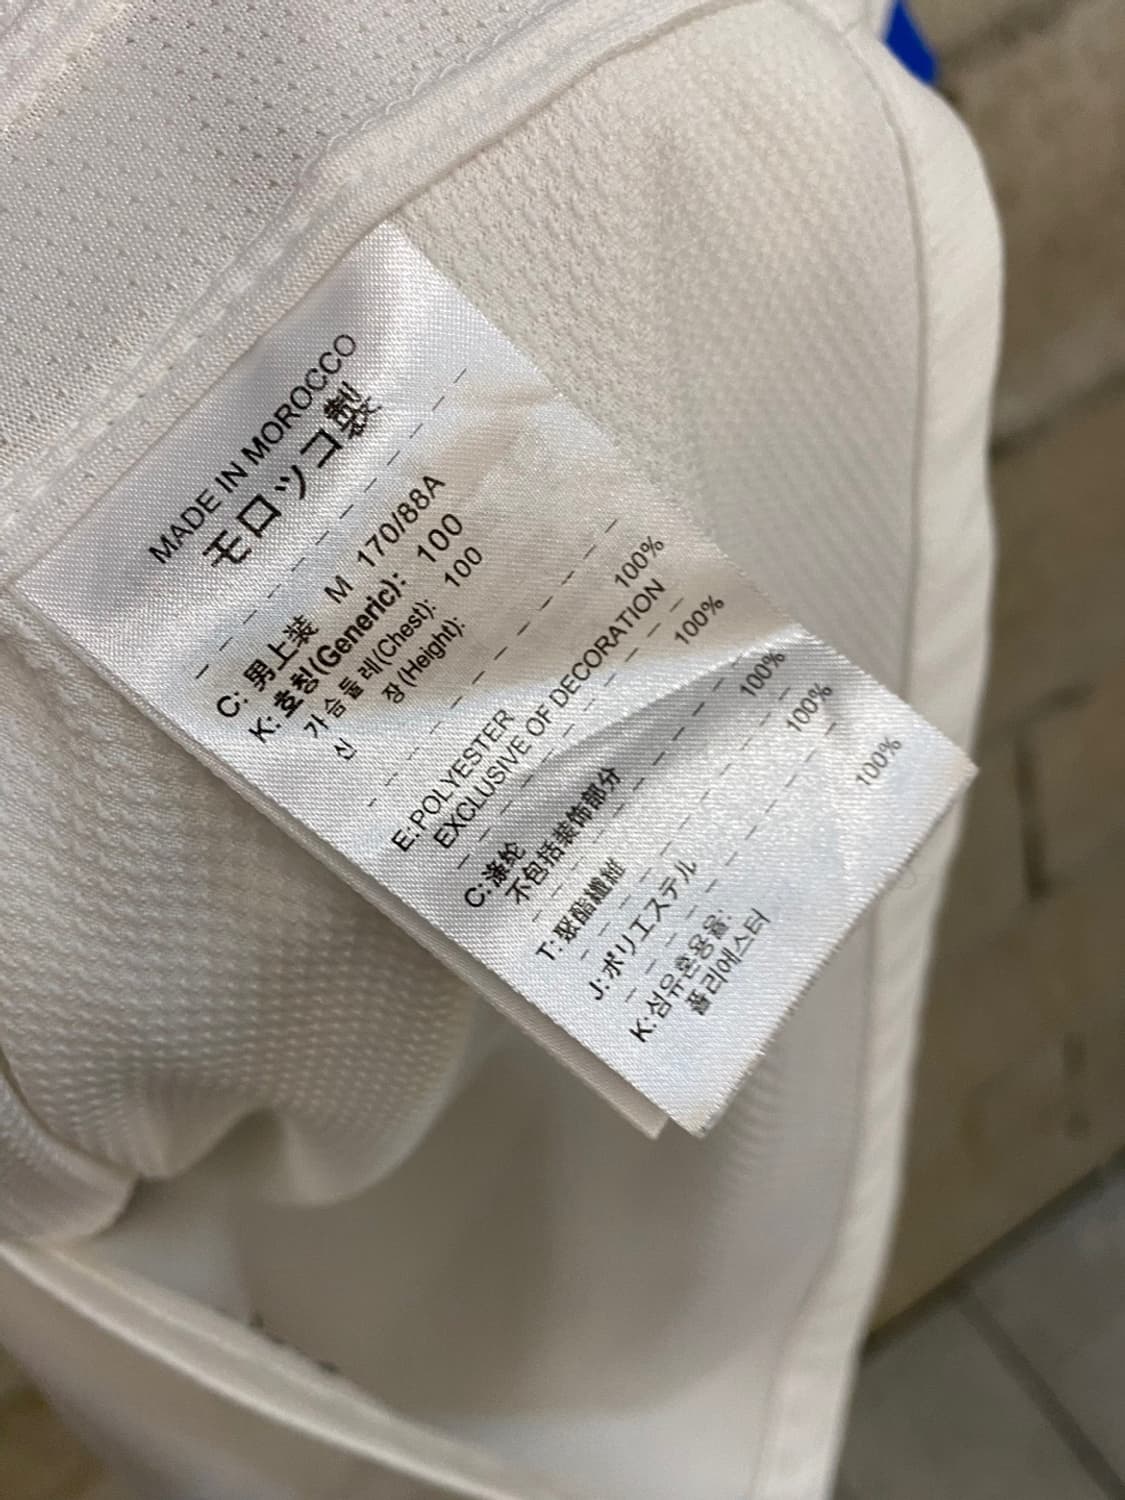 MADE IN MOROCCO
モロッコ製
C: 男上装 M 170/88A
K: 호칭(Generic): 100
가슴둘레(Chest): 100
신 장(Height):
E:POLYESTER 100%
EXCLUSIVE OF DECORATION
C:涤纶 100%
不包括装饰部分
T:聚酯纖維 100%
J:ポリエステル 100%
K:섬유혼용율: 100%
폴리에스터